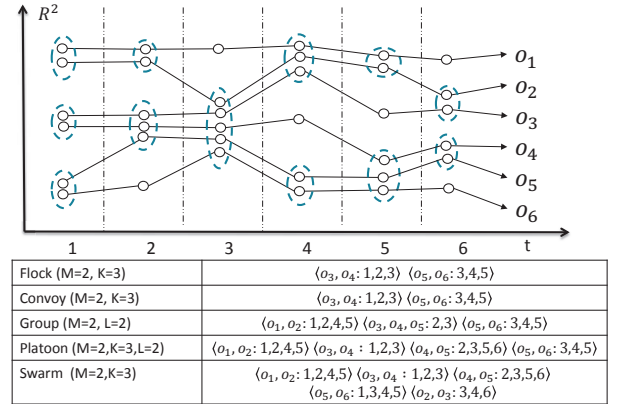 R²
o₁
o₂
o₃
o₄
o₅
o₆
1 2 3 4 5 6 t
Flock (M=2, K=3) ⟨o₃, o₄: 1,2,3⟩ ⟨o₅, o₆: 3,4,5⟩
Convoy (M=2, K=3) ⟨o₃, o₄: 1,2,3⟩ ⟨o₅, o₆: 3,4,5⟩
Group (M=2, L=2) ⟨o₁, o₂: 1,2,4,5⟩ ⟨o₃, o₄, o₅: 2,3⟩ ⟨o₅, o₆: 3,4,5⟩
Platoon (M=2,K=3,L=2) ⟨o₁, o₂: 1,2,4,5⟩ ⟨o₃, o₄ : 1,2,3⟩ ⟨o₄, o₅: 2,3,5,6⟩ ⟨o₅, o₆: 3,4,5⟩
Swarm (M=2,K=3) ⟨o₁, o₂: 1,2,4,5⟩ ⟨o₃, o₄ : 1,2,3⟩ ⟨o₄, o₅: 2,3,5,6⟩
⟨o₅, o₆: 1,3,4,5⟩ ⟨o₂, o₃: 3,4,6⟩